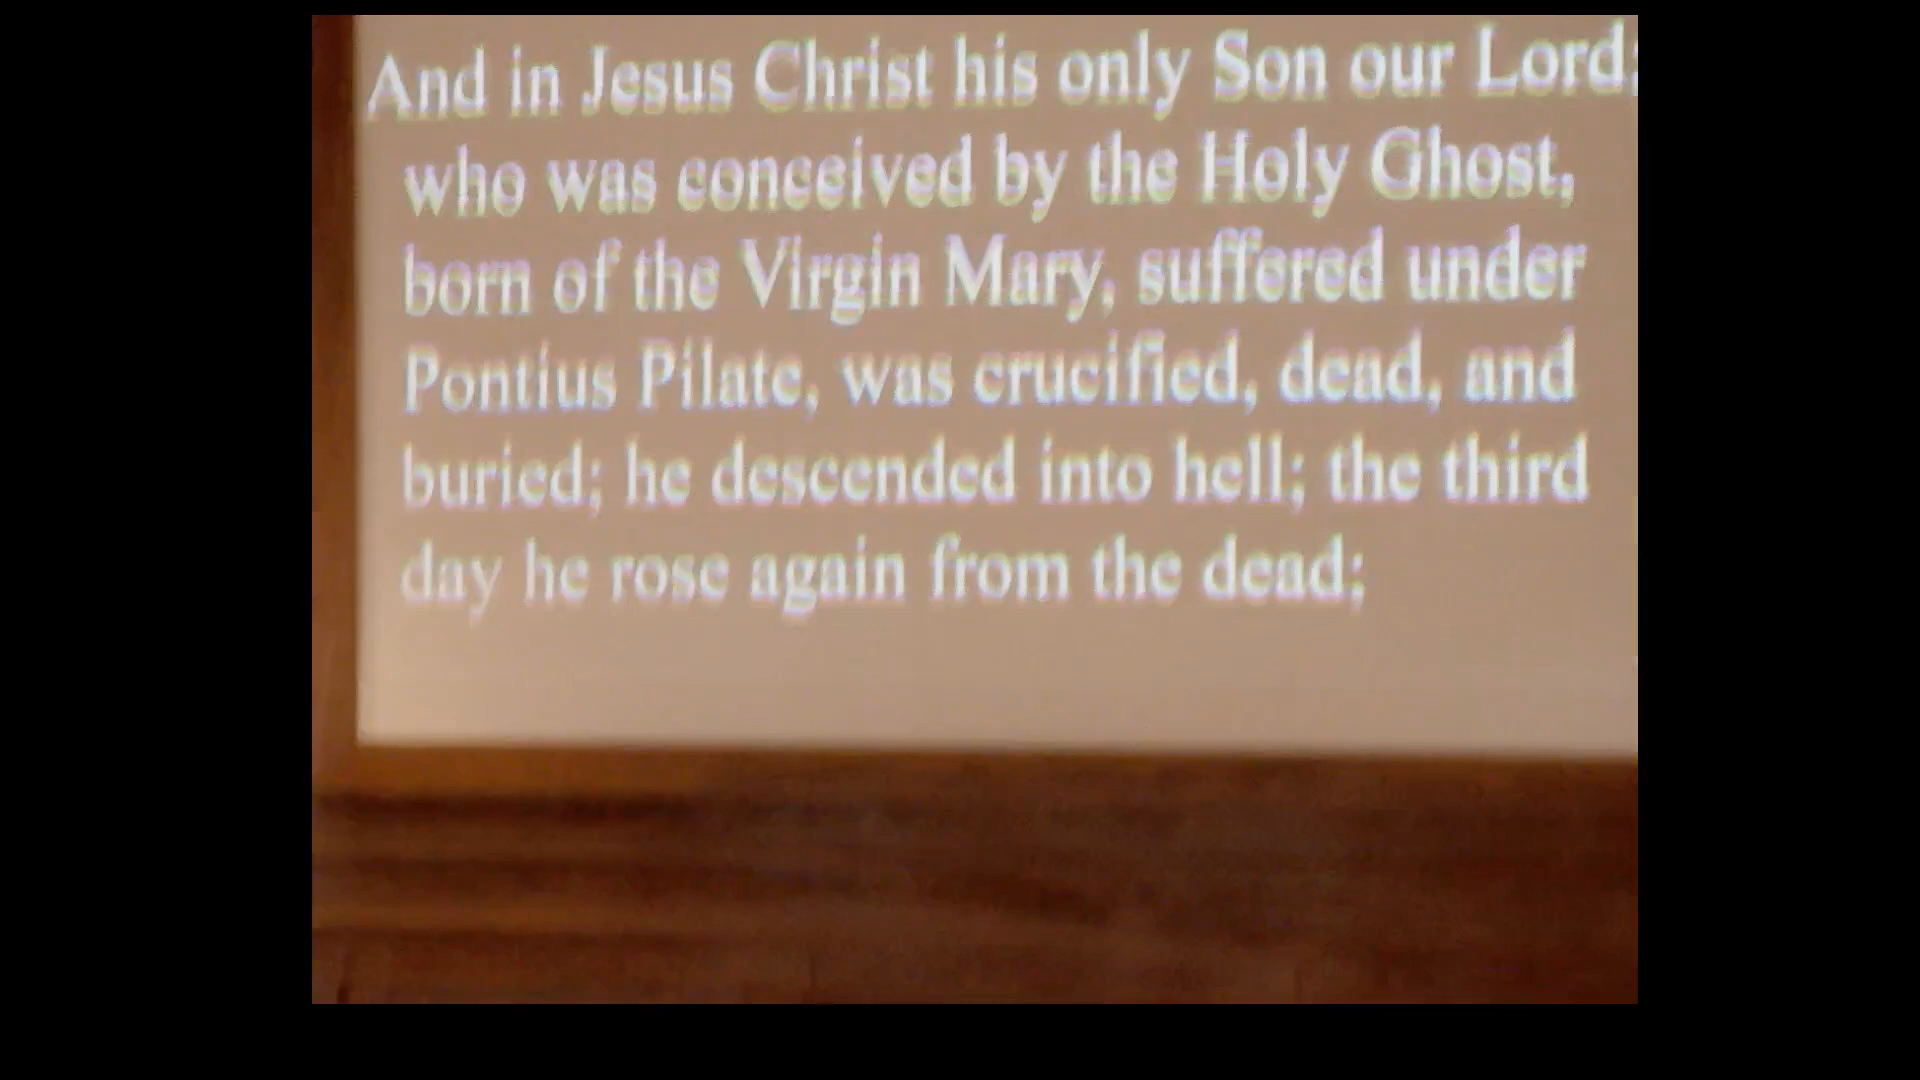 And in Jesus Christ his only Son our Lord;
who was conceived by the Holy Ghost,
born of the Virgin Mary, suffered under
Pontius Pilate, was crucified, dead, and
buried; he descended into hell; the third
day he rose again from the dead;